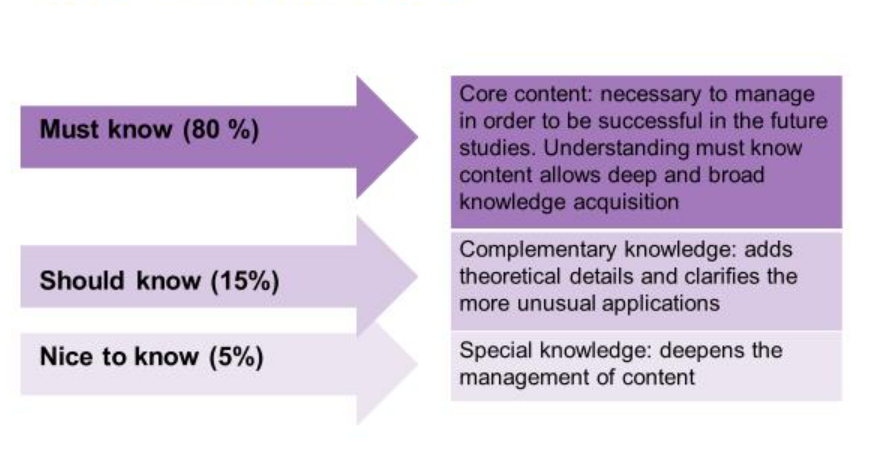 Must know (80 %)
Core content: necessary to manage
in order to be successful in the future
studies. Understanding must know
content allows deep and broad
knowledge acquisition
Should know (15%)
Complementary knowledge: adds
theoretical details and clarifies the
more unusual applications
Nice to know (5%)
Special knowledge: deepens the
management of content